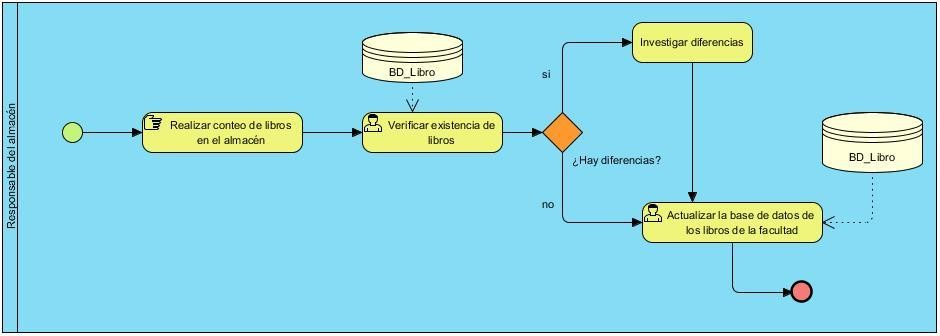 Responsable del almacén
Realizar conteo de libros
en el almacén
BD_Libro
Verificar existencia de
libros
¿Hay diferencias?
si
Investigar diferencias
no
Actualizar la base de datos de
los libros de la facultad
BD_Libro